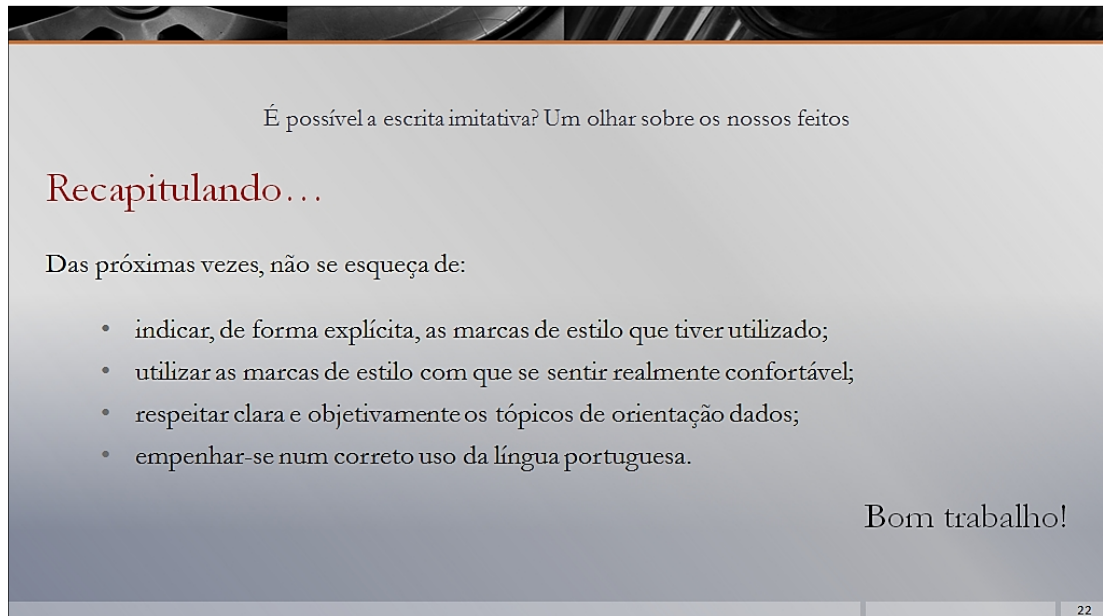 É possível a escrita imitativa? Um olhar sobre os nossos feitos
Recapitulando…
Das próximas vezes, não se esqueça de:
• indicar, de forma explícita, as marcas de estilo que tiver utilizado;
• utilizar as marcas de estilo com que se sentir realmente confortável;
• respeitar clara e objetivamente os tópicos de orientação dados;
• empenhar-se num correto uso da língua portuguesa.
Bom trabalho!
22